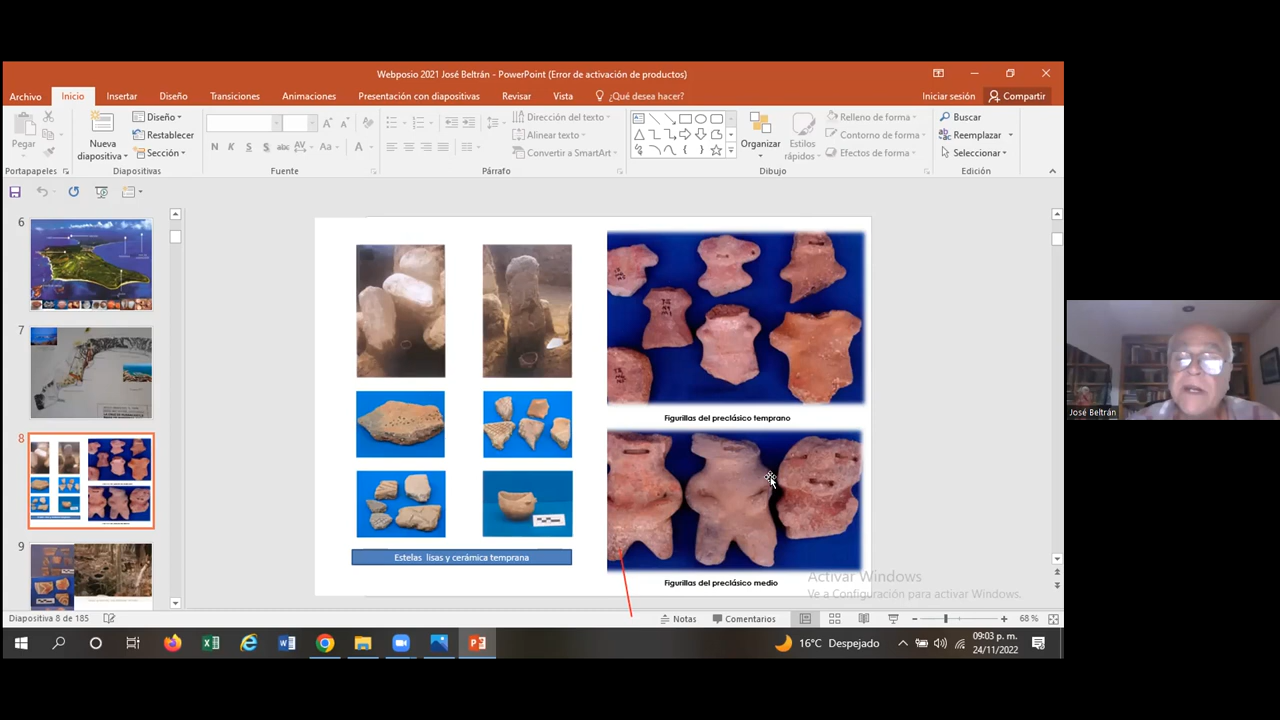 Webposio 2021 José Beltrán - PowerPoint (Error de activación de productos)
Archivo Inicio Insertar Diseño Transiciones Animaciones Presentación con diapositivas Revisar Vista ¿Qué desea hacer? Iniciar sesión Compartir
Pegar
Portapapeles
Nueva diapositiva
Diseño
Restablecer
Sección
Diapositivas
N K S S abc AV Aa A
Fuente
Dirección del texto
Alinear texto
Convertir a SmartArt
Párrafo
Organizar
Estilos rápidos
Relleno de forma
Contorno de forma
Efectos de forma
Dibujo
Buscar
Reemplazar
Seleccionar
Edición
6
7
8
9
Figurillas del preclásico temprano
Estelas lisas y cerámica temprana
Figurillas del preclásico medio
Activar Windows
Ve a Configuración para activar Windows.
José Beltrán
Diapositiva 8 de 185 Notas Comentarios 68 %
16°C Despejado
09:03 p. m.
24/11/2022